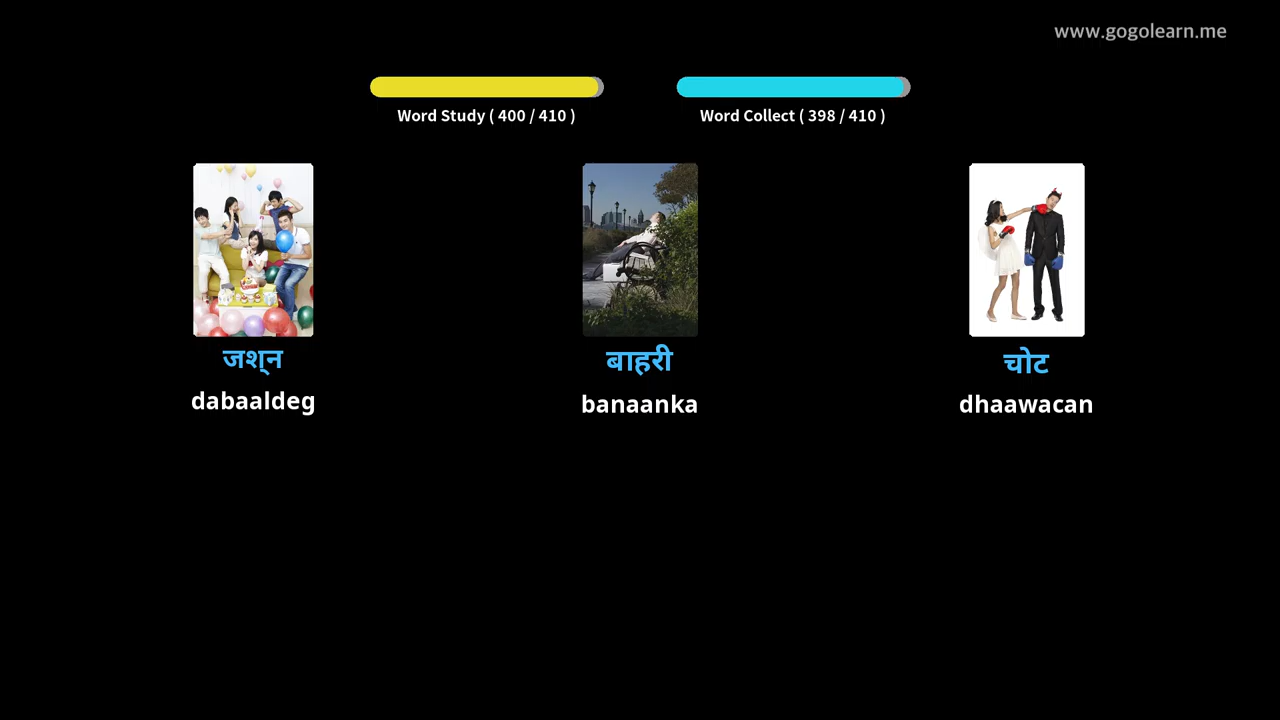 www.gogolearn.me
Word Study ( 400 / 410 )
Word Collect ( 398 / 410 )
जश्न
बाहरी
चोट
dabaaldeg
banaanka
dhaawacan